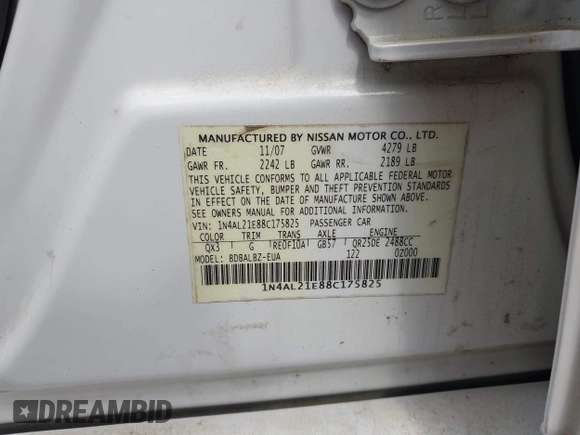 R L
MANUFACTURED BY NISSAN MOTOR CO., LTD.
DATE 11/07 GVWR 4279 LB
GAWR FR. 2242 LB GAWR RR. 2189 LB
THIS VEHICLE CONFORMS TO ALL APPLICABLE FEDERAL MOTOR
VEHICLE SAFETY, BUMPER AND THEFT PREVENTION STANDARDS
IN EFFECT ON THE DATE OF MANUFACTURE SHOWN ABOVE.
SEE OWNERS MANUAL FOR ADDITIONAL INFORMATION.
VIN: 1N4AL21E88C175825 PASSENGER CAR
COLOR TRIM TRANS AXLE ENGINE
QX3 G RE0F10A GB57 QR25DE 2488CC
MODEL: BDBALBZ-EUA 122 0Z000
1N4AL21E88C175825
DREAMBID